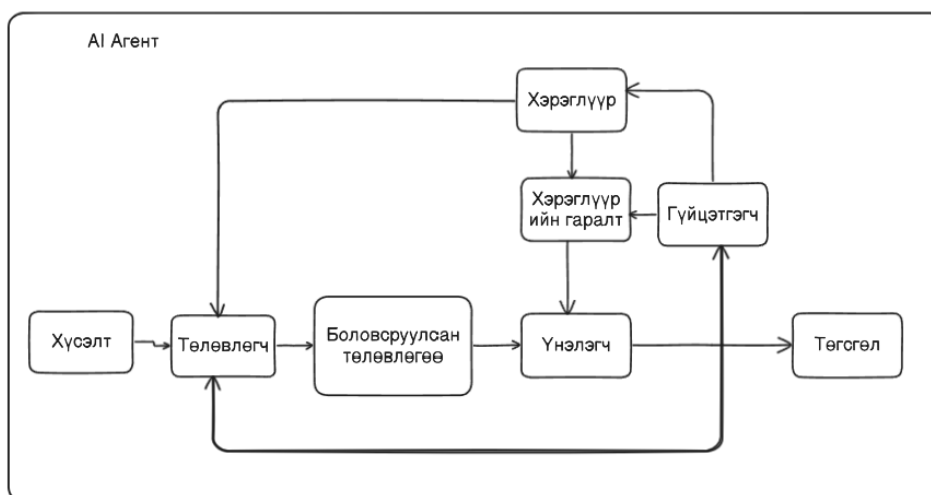 AI Агент
Хэрэглүүр
Хэрэглүүр
ийн гаралт
Гүйцэтгэгч
Хүсэлт
Төлөвлөгч
Боловсруулсан
төлөвлөгөө
Үнэлэгч
Төгсгөл